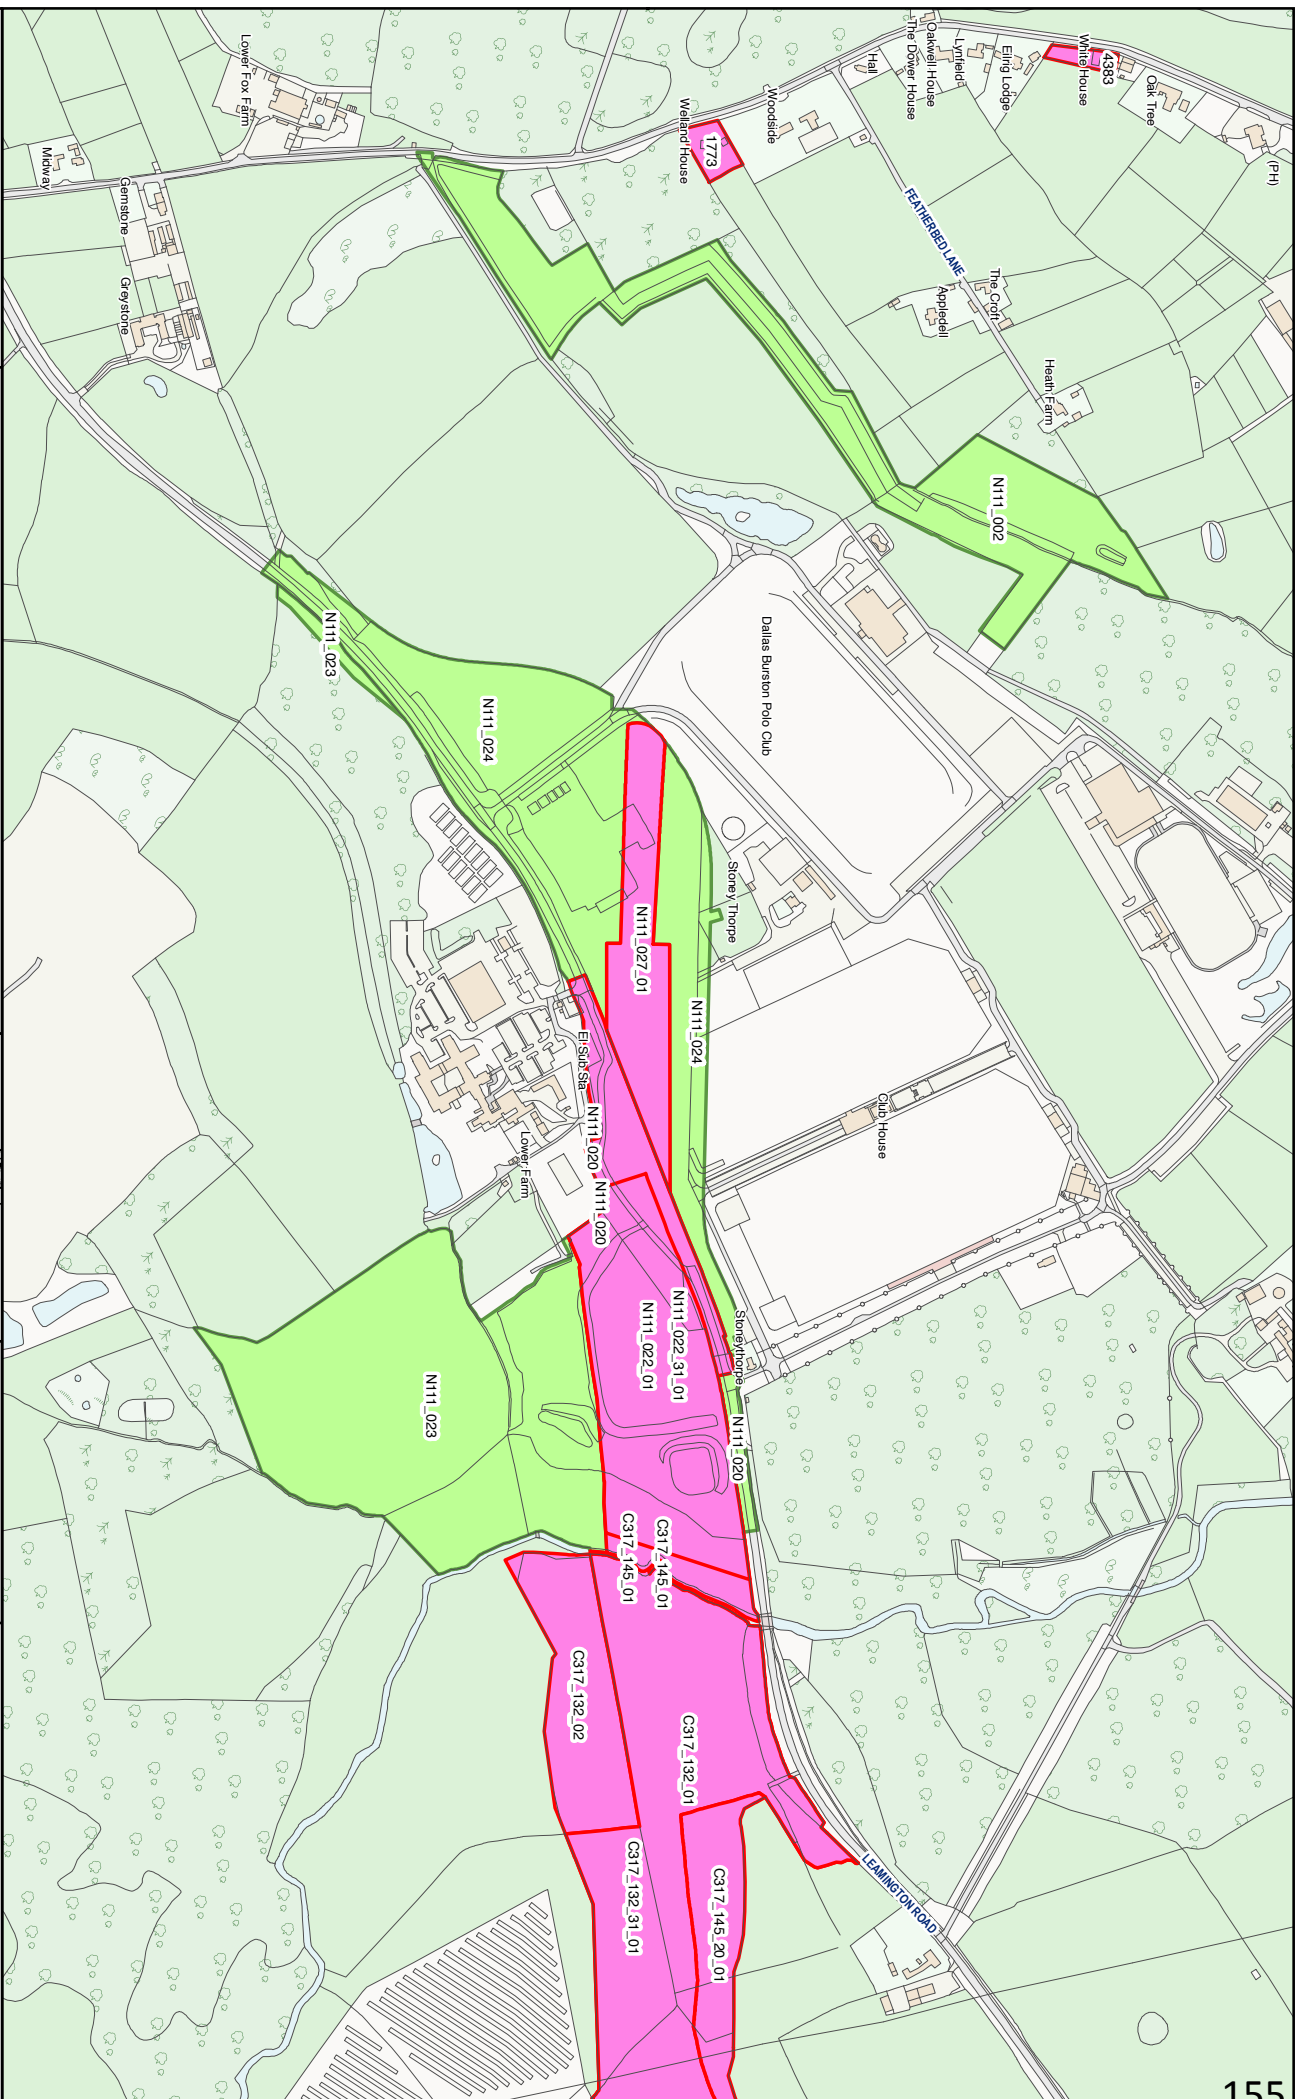 Lower Fox Farm
Midway
Gemstone
Greystone
Hall
The Dower House
Oakwell House
Lynfield
Elrig Lodge
White House
4383
Oak Tree
(PH)
Woodside
Welland House
1773
FEATHERBED LANE
The Croft
Appledell
Heath Farm
N111_002
N111_023
N111_024
Dallas Burston Polo Club
Stoney Thorpe
N111_027_01
N111_024
El Sub Sta
N111_020
Lower Farm
N111_020
Club House
N111_022_31_01
N111_022_01
Stoneythorpe
N111_020
N111_023
C317_145_01
C317_145_01
C317_132_02
C317_132_01
C317_132_31_01
C317_145_20_01
LEAMINGTON ROAD
155